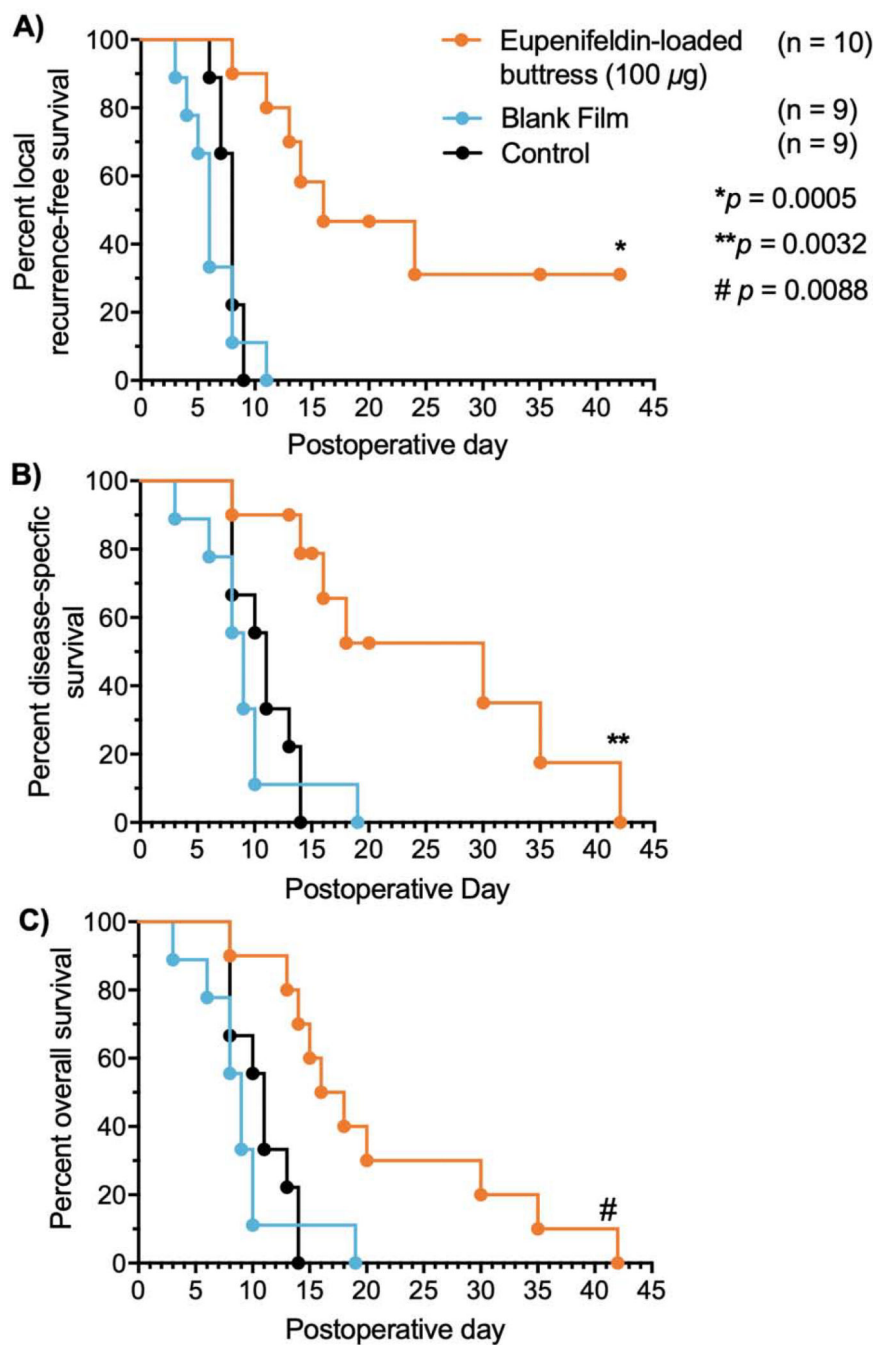 A)
Percent local
recurrence-free survival
100
80
60
40
20
0
0 5 10 15 20 25 30 35 40 45
Postoperative day
*
Eupenifeldin-loaded (n = 10)
buttress (100 µg)
Blank Film (n = 9)
Control (n = 9)
*p = 0.0005
**p = 0.0032
# p = 0.0088
B)
Percent disease-specfic
survival
100
80
60
40
20
0
0 5 10 15 20 25 30 35 40 45
Postoperative Day
**
C)
Percent overall survival
100
80
60
40
20
0
0 5 10 15 20 25 30 35 40 45
Postoperative day
#